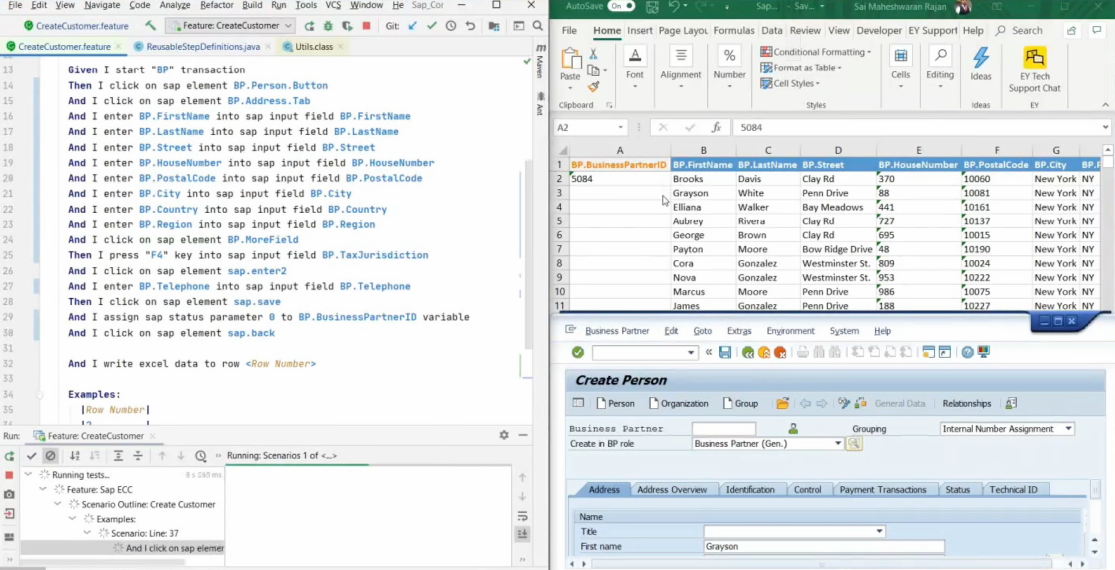 File Edit View Navigate Code Analyze Refactor Build Run Tools VCS Window He Sap_Cor
CreateCustomer.feature Feature: CreateCustomer Git:
CreateCustomer.feature ReusableStepDefinitions.java Utils.class
Maven
Ant
13 Given I start "BP" transaction
14 Then I click on sap element BP.Person.Button
15 And I click on sap element BP.Address.Tab
16 And I enter BP.FirstName into sap input field BP.FirstName
17 And I enter BP.LastName into sap input field BP.LastName
18 And I enter BP.Street into sap input field BP.Street
19 And I enter BP.HouseNumber into sap input field BP.HouseNumber
20 And I enter BP.PostalCode into sap input field BP.PostalCode
21 And I enter BP.City into sap input field BP.City
22 And I enter BP.Country into sap input field BP.Country
23 And I enter BP.Region into sap input field BP.Region
24 And I click on sap element BP.MoreField
25 Then I press "F4" key into sap input field BP.TaxJurisdiction
26 And I click on sap element sap.enter2
27 And I enter BP.Telephone into sap input field BP.Telephone
28 Then I click on sap element sap.save
29 And I assign sap status parameter 0 to BP.BusinessPartnerID variable
30 And I click on sap element sap.back
31
32 And I write excel data to row <Row Number>
33
34 Examples:
35 |Row Number|
Run: Feature: CreateCustomer
Running: Scenarios 1 of <...>
Running tests...
Feature: Sap ECC
Scenario Outline: Create Customer
Examples:
Scenario: Line: 37
And I click on sap elemer
AutoSave On Sap... Sav... Sai Maheshwaran Rajan
File Home Insert Page Layou Formulas Data Review View Developer EY Support Help Search
Paste Font Alignment Number Conditional Formatting Format as Table Cell Styles Cells Editing Ideas EY Tech Support Chat
Clipboard Styles Ideas EY
A2 fx 5084
A B C D E F G
1 BP.BusinessPartnerID BP.FirstName BP.LastName BP.Street BP.HouseNumber BP.PostalCode BP.City
2 5084 Brooks Davis Clay Rd 370 10060 New York NY
3 Grayson White Penn Drive 88 10081 New York NY
4 Elliana Walker Bay Meadows 441 10161 New York NY
5 Aubrey Rivera Clay Rd 727 10137 New York NY
6 George Brown Clay Rd 695 10015 New York NY
7 Payton Moore Bow Ridge Drive 48 10190 New York NY
8 Cora Gonzalez Westminster St. 809 10024 New York NY
9 Nova Gonzalez Westminster St. 953 10222 New York NY
10 Marcus Moore Penn Drive 986 10075 New York NY
11 James Gonzalez Penn Drive 188 10227 New York NY
Business Partner Edit Goto Extras Environment System Help
Create Person
Person Organization Group General Data Relationships
Business Partner Grouping Internal Number Assignment
Create in BP role Business Partner (Gen.)
Address Address Overview Identification Control Payment Transactions Status Technical ID
Name
Title
First name Grayson